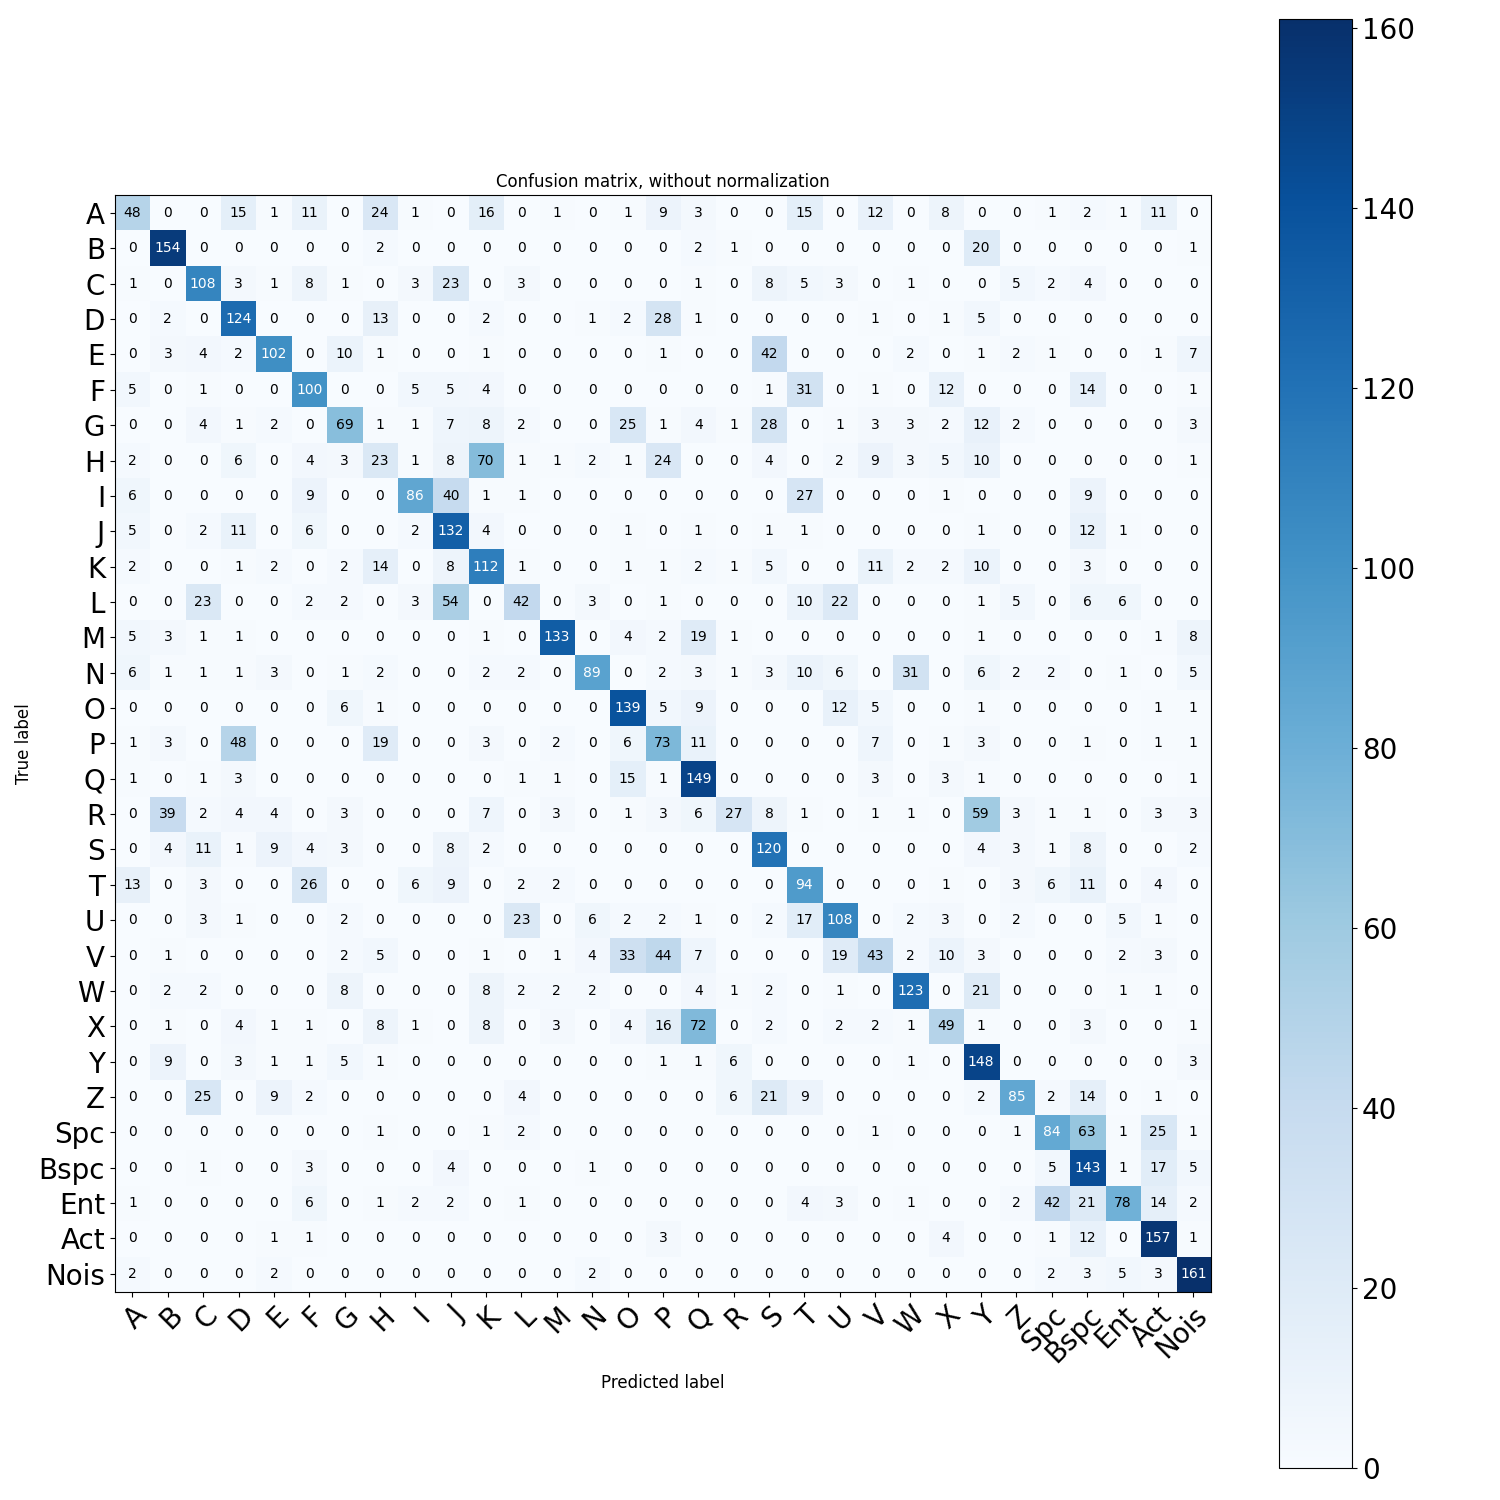 Confusion matrix, without normalization
A 48 0 0 15 1 11 0 24 1 0 16 0 1 0 1 9 3 0 0 15 0 12 0 8 0 0 1 2 1 11 0
B 0 154 0 0 0 0 0 2 0 0 0 0 0 0 0 0 2 1 0 0 0 0 0 0 20 0 0 0 0 0 1
C 1 0 108 3 1 8 1 0 3 23 0 3 0 0 0 0 1 0 8 5 3 0 1 0 0 5 2 4 0 0 0
D 0 2 0 124 0 0 0 13 0 0 2 0 0 1 2 28 1 0 0 0 0 1 0 1 5 0 0 0 0 0 0
E 0 3 4 2 102 0 10 1 0 0 1 0 0 0 0 1 0 0 42 0 0 0 2 0 1 2 1 0 0 1 7
F 5 0 1 0 0 100 0 0 5 5 4 0 0 0 0 0 0 0 1 31 0 1 0 12 0 0 0 14 0 0 1
G 0 0 4 1 2 0 69 1 1 7 8 2 0 0 25 1 4 1 28 0 1 3 3 2 12 2 0 0 0 0 3
H 2 0 0 6 0 4 3 23 1 8 70 1 1 2 1 24 0 0 4 0 2 9 3 5 10 0 0 0 0 0 1
I 6 0 0 0 0 9 0 0 86 40 1 1 0 0 0 0 0 0 0 27 0 0 0 1 0 0 0 9 0 0 0
J 5 0 2 11 0 6 0 0 2 132 4 0 0 0 1 0 1 0 1 1 0 0 0 0 1 0 0 12 1 0 0
K 2 0 0 1 2 0 2 14 0 8 112 1 0 0 1 1 2 1 5 0 0 11 2 2 10 0 0 3 0 0 0
L 0 0 23 0 0 2 2 0 3 54 0 42 0 3 0 1 0 0 0 10 22 0 0 0 1 5 0 6 6 0 0
M 5 3 1 1 0 0 0 0 0 0 1 0 133 0 4 2 19 1 0 0 0 0 0 0 1 0 0 0 0 1 8
N 6 1 1 1 3 0 1 2 0 0 2 2 0 89 0 2 3 1 3 10 6 0 31 0 6 2 2 0 1 0 5
O 0 0 0 0 0 0 6 1 0 0 0 0 0 0 139 5 9 0 0 0 12 5 0 0 1 0 0 0 0 1 1
P 1 3 0 48 0 0 0 19 0 0 3 0 2 0 6 73 11 0 0 0 0 7 0 1 3 0 0 1 0 1 1
Q 1 0 1 3 0 0 0 0 0 0 0 1 1 0 15 1 149 0 0 0 0 3 0 3 1 0 0 0 0 0 1
R 0 39 2 4 4 0 3 0 0 0 7 0 3 0 1 3 6 27 8 1 0 1 1 0 59 3 1 1 0 3 3
S 0 4 11 1 9 4 3 0 0 8 2 0 0 0 0 0 0 0 120 0 0 0 0 0 4 3 1 8 0 0 2
T 13 0 3 0 0 26 0 0 6 9 0 2 2 0 0 0 0 0 0 94 0 0 0 1 0 3 6 11 0 4 0
U 0 0 3 1 0 0 2 0 0 0 0 23 0 6 2 2 1 0 2 17 108 0 2 3 0 2 0 0 5 1 0
V 0 1 0 0 0 0 2 5 0 0 1 0 1 4 33 44 7 0 0 0 19 43 2 10 3 0 0 0 2 3 0
W 0 2 2 0 0 0 8 0 0 0 8 2 2 2 0 0 4 1 2 0 1 0 123 0 21 0 0 0 1 1 0
X 0 1 0 4 1 1 0 8 1 0 8 0 3 0 4 16 72 0 2 0 2 2 1 49 1 0 0 3 0 0 1
Y 0 9 0 3 1 1 5 1 0 0 0 0 0 0 0 1 1 6 0 0 0 0 1 0 148 0 0 0 0 0 3
Z 0 0 25 0 9 2 0 0 0 0 0 4 0 0 0 0 0 6 21 9 0 0 0 0 2 85 2 14 0 1 0
Spc 0 0 0 0 0 0 0 1 0 0 1 2 0 0 0 0 0 0 0 0 0 1 0 0 0 1 84 63 1 25 1
Bspc 0 0 1 0 0 3 0 0 0 4 0 0 0 1 0 0 0 0 0 0 0 0 0 0 0 0 5 143 1 17 5
Ent 1 0 0 0 0 6 0 1 2 2 0 1 0 0 0 0 0 0 0 4 3 0 1 0 0 2 42 21 78 14 2
Act 0 0 0 0 1 1 0 0 0 0 0 0 0 0 0 3 0 0 0 0 0 0 0 4 0 0 1 12 0 157 1
Nois 2 0 0 0 2 0 0 0 0 0 0 0 0 2 0 0 0 0 0 0 0 0 0 0 0 0 2 3 5 3 161
A B C D E F G H I J K L M N O P Q R S T U V W X Y Z Spc Bspc Ent Act Nois
Predicted label
True label
160
140
120
100
80
60
40
20
0